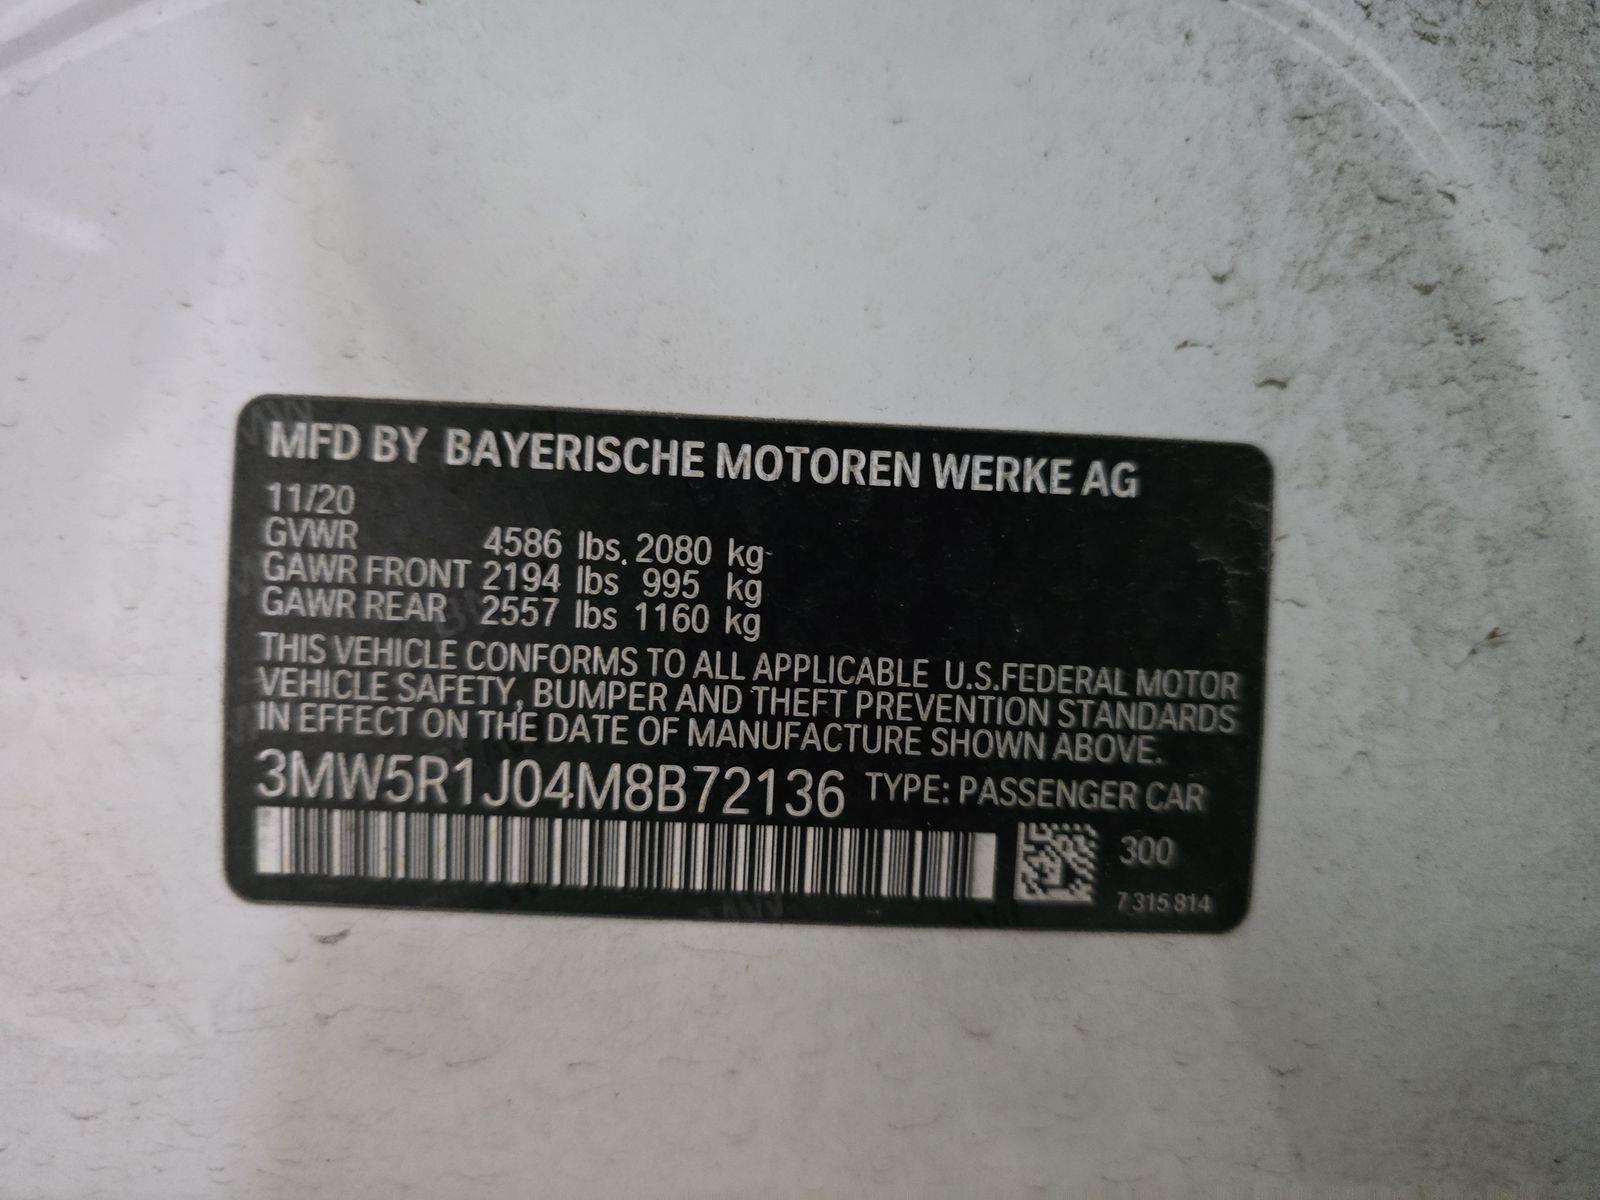 MFD BY BAYERISCHE MOTOREN WERKE AG
11/20
GVWR 4586 lbs. 2080 kg
GAWR FRONT 2194 lbs 995 kg
GAWR REAR 2557 lbs 1160 kg
THIS VEHICLE CONFORMS TO ALL APPLICABLE U.S.FEDERAL MOTOR
VEHICLE SAFETY, BUMPER AND THEFT PREVENTION STANDARDS
IN EFFECT ON THE DATE OF MANUFACTURE SHOWN ABOVE.
3MW5R1J04M8B72136 TYPE: PASSENGER CAR
300
7 315 814